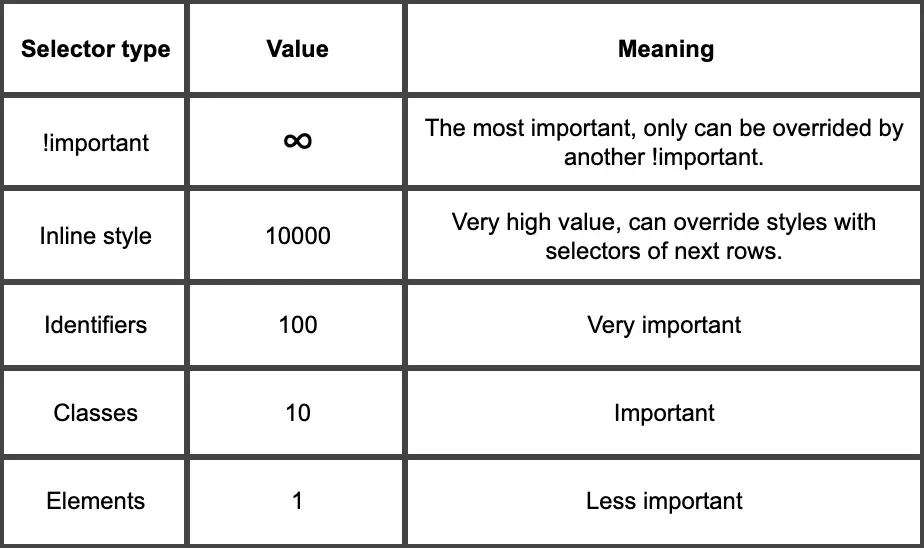 Selector type Value Meaning
!important ∞ The most important, only can be overrided by
another !important.
Inline style 10000 Very high value, can override styles with
selectors of next rows.
Identifiers 100 Very important
Classes 10 Important
Elements 1 Less important